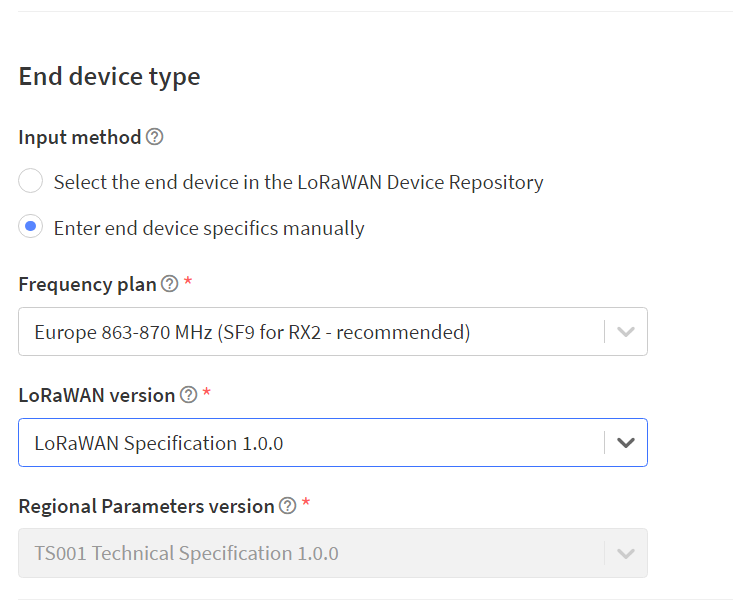 End device type
Input method ?
Select the end device in the LoRaWAN Device Repository
Enter end device specifics manually
Frequency plan ? *
Europe 863-870 MHz (SF9 for RX2 - recommended)
LoRaWAN version ? *
LoRaWAN Specification 1.0.0
Regional Parameters version ? *
TS001 Technical Specification 1.0.0